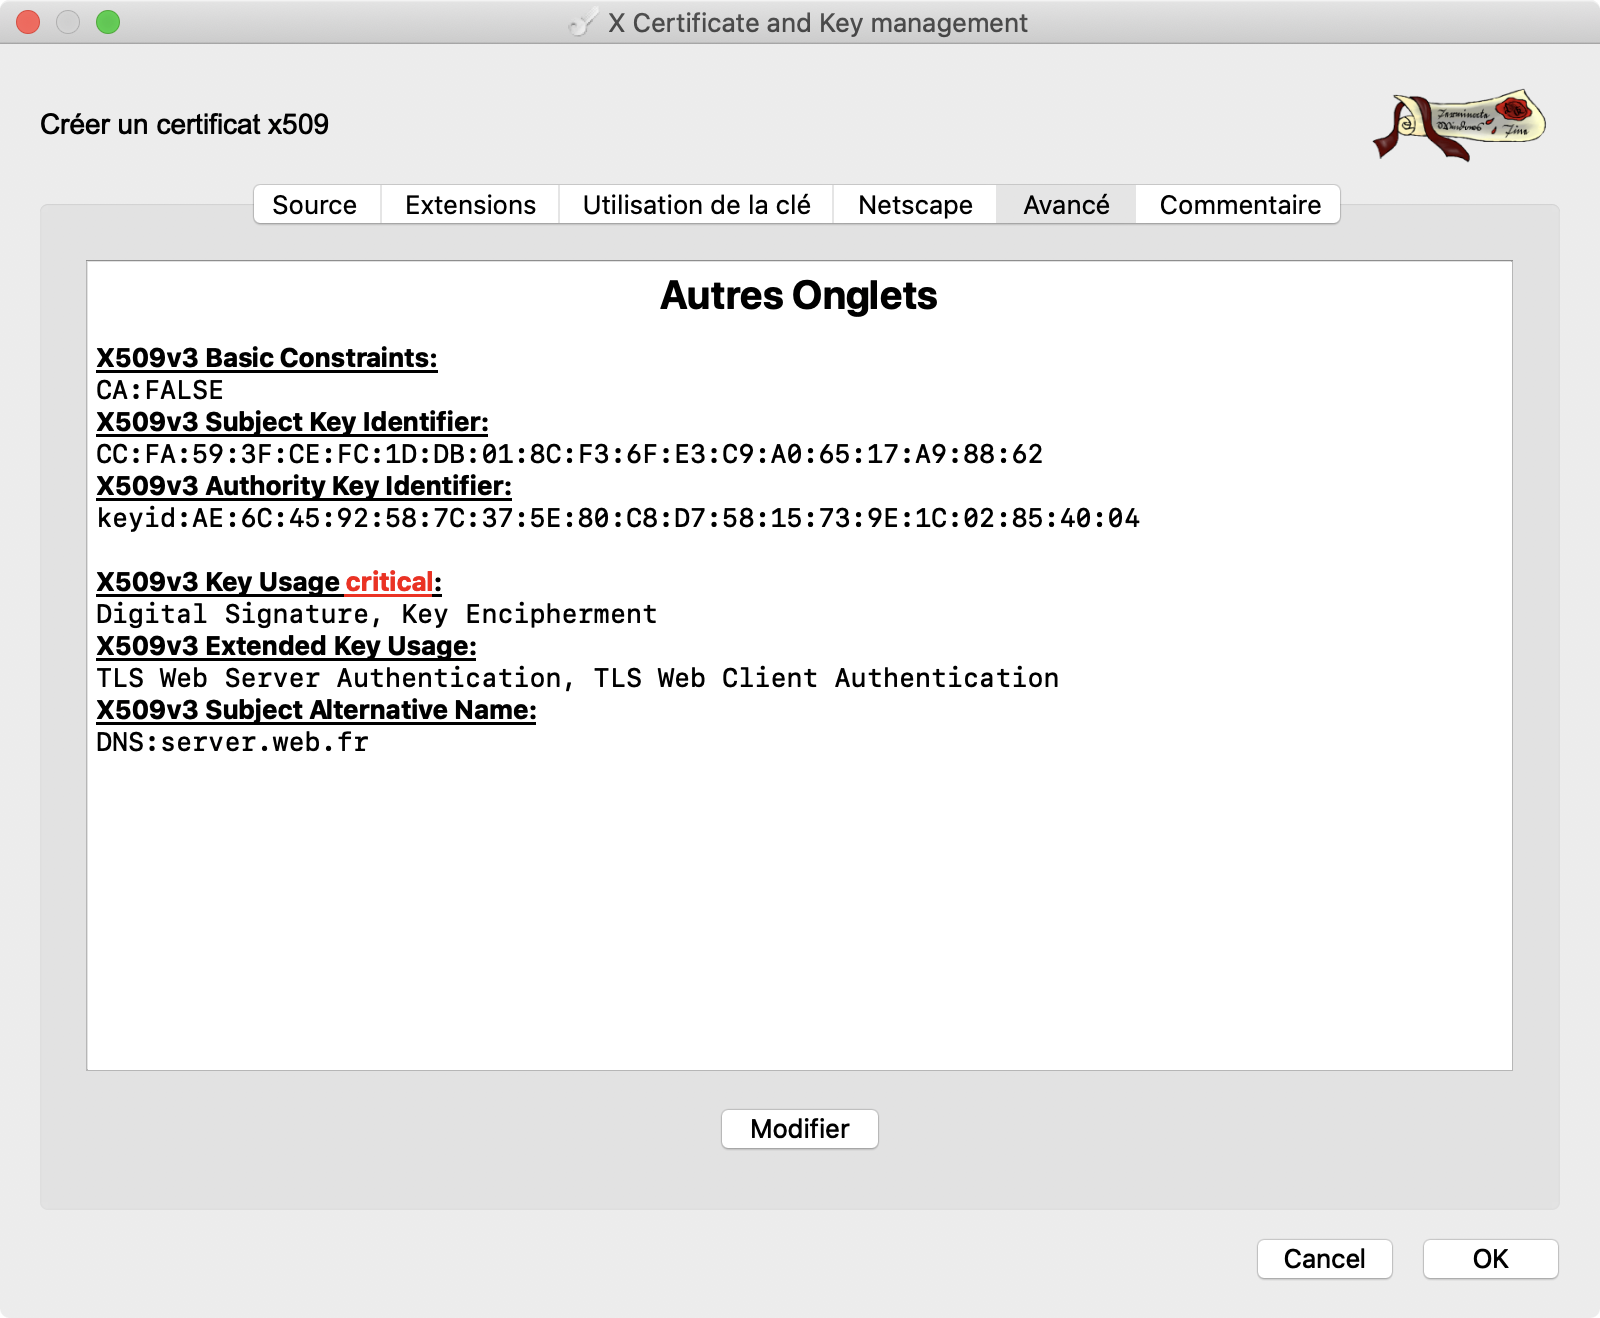 X Certificate and Key management
Créer un certificat x509
Source Extensions Utilisation de la clé Netscape Avancé Commentaire
Autres Onglets
X509v3 Basic Constraints:
CA:FALSE
X509v3 Subject Key Identifier:
CC:FA:59:3F:CE:FC:1D:DB:01:8C:F3:6F:E3:C9:A0:65:17:A9:88:62
X509v3 Authority Key Identifier:
keyid:AE:6C:45:92:58:7C:37:5E:80:C8:D7:58:15:73:9E:1C:02:85:40:04
X509v3 Key Usage critical:
Digital Signature, Key Encipherment
X509v3 Extended Key Usage:
TLS Web Server Authentication, TLS Web Client Authentication
X509v3 Subject Alternative Name:
DNS:server.web.fr
Modifier
Cancel OK